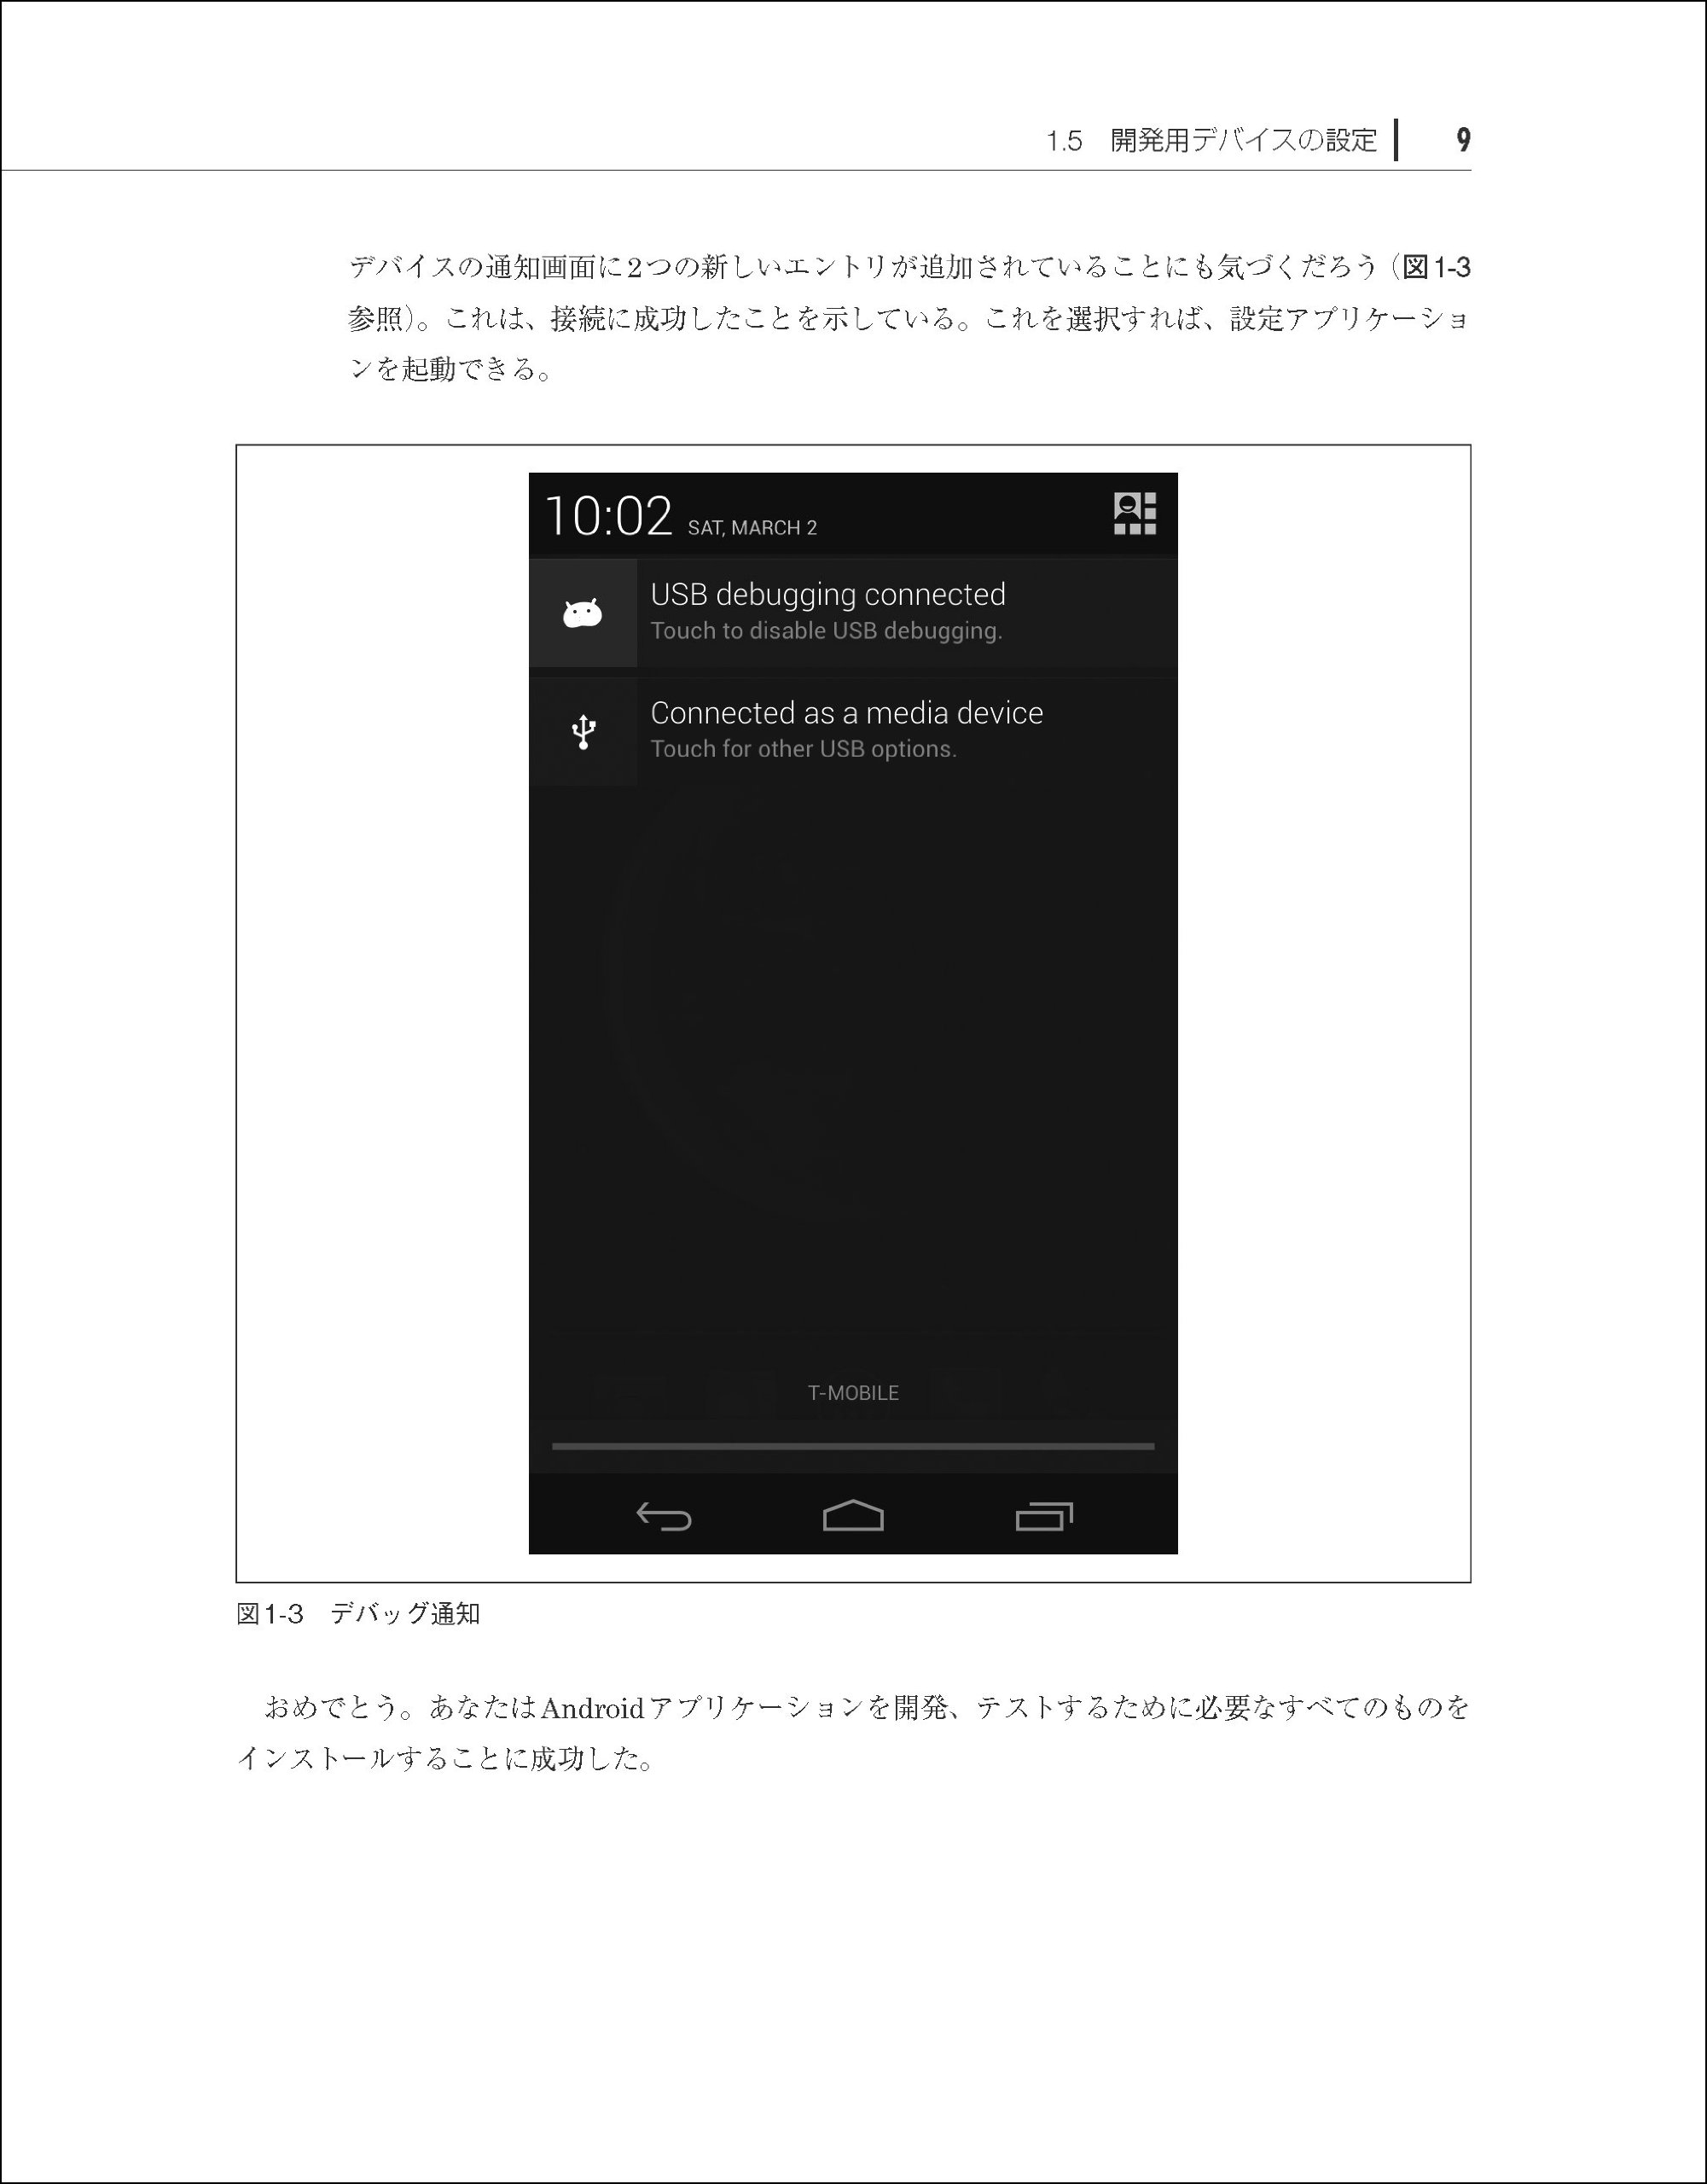 1.5　開発用デバイスの設定　9
デバイスの通知画面に2つの新しいエントリが追加されていることにも気づくだろう（図1-3
参照）。これは、接続に成功したことを示している。これを選択すれば、設定アプリケーショ
ンを起動できる。
10:02 SAT, MARCH 2
USB debugging connected
Touch to disable USB debugging.
Connected as a media device
Touch for other USB options.
T-MOBILE
図1-3　デバッグ通知
おめでとう。あなたはAndroidアプリケーションを開発、テストするために必要なすべてのものを
インストールすることに成功した。